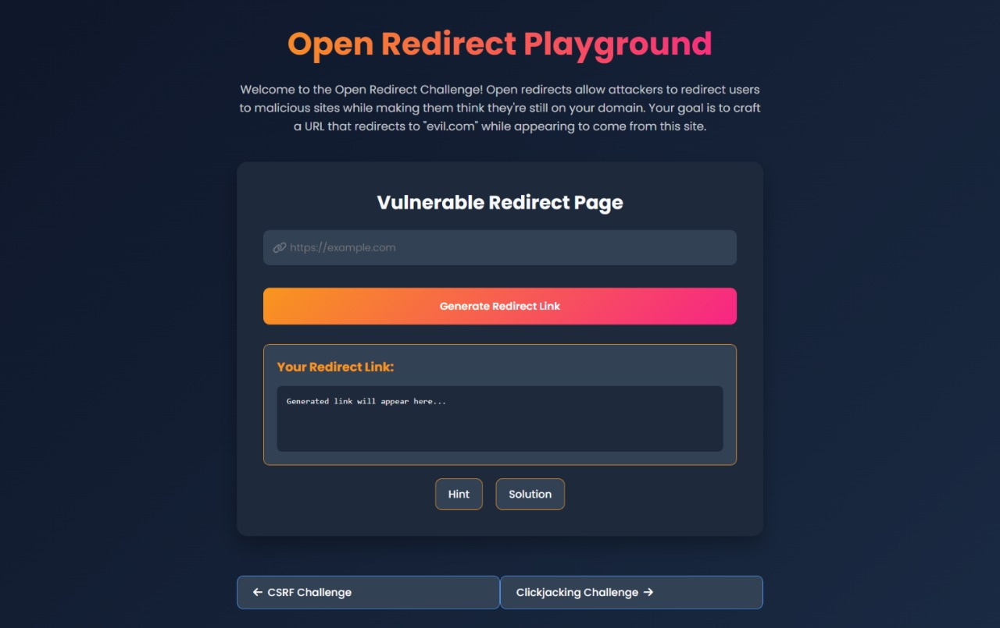 Open Redirect Playground
Welcome to the Open Redirect Challenge! Open redirects allow attackers to redirect users
to malicious sites while making them think they're still on your domain. Your goal is to craft
a URL that redirects to "evil.com" while appearing to come from this site.
Vulnerable Redirect Page
https://example.com
Generate Redirect Link
Your Redirect Link:
Generated link will appear here...
Hint Solution
← CSRF Challenge Clickjacking Challenge →